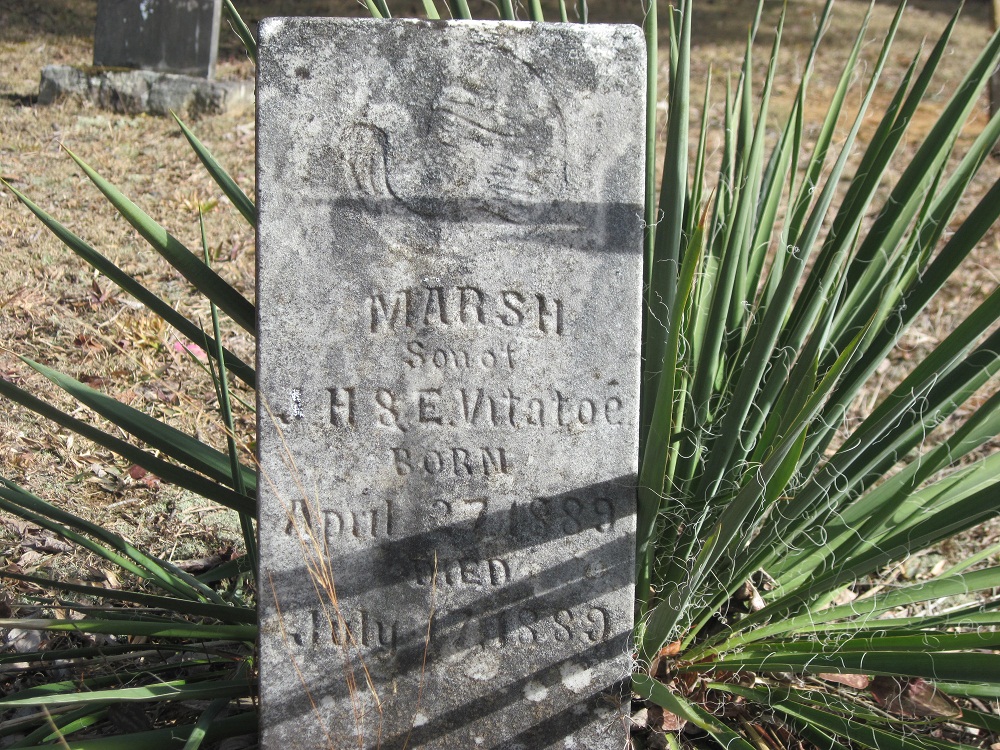 MARSH
Son of
J. H & E. Vitatoe
BORN
April 27, 1889
DIED
July 17, 1889